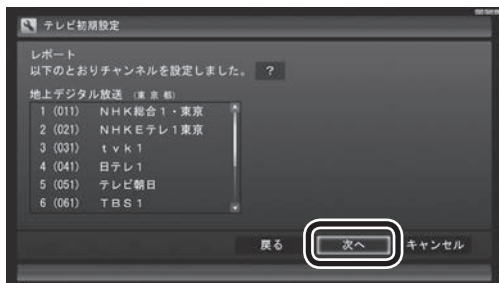 テレビ初期設定
レポート
以下のとおりチャンネルを設定しました。 ?
地上デジタル放送 (東京都)
1 (011) NHK総合1・東京
2 (021) NHKEテレ1東京
3 (031) tvk1
4 (041) 日テレ1
5 (051) テレビ朝日
6 (061) TBS1
戻る 次へ キャンセル